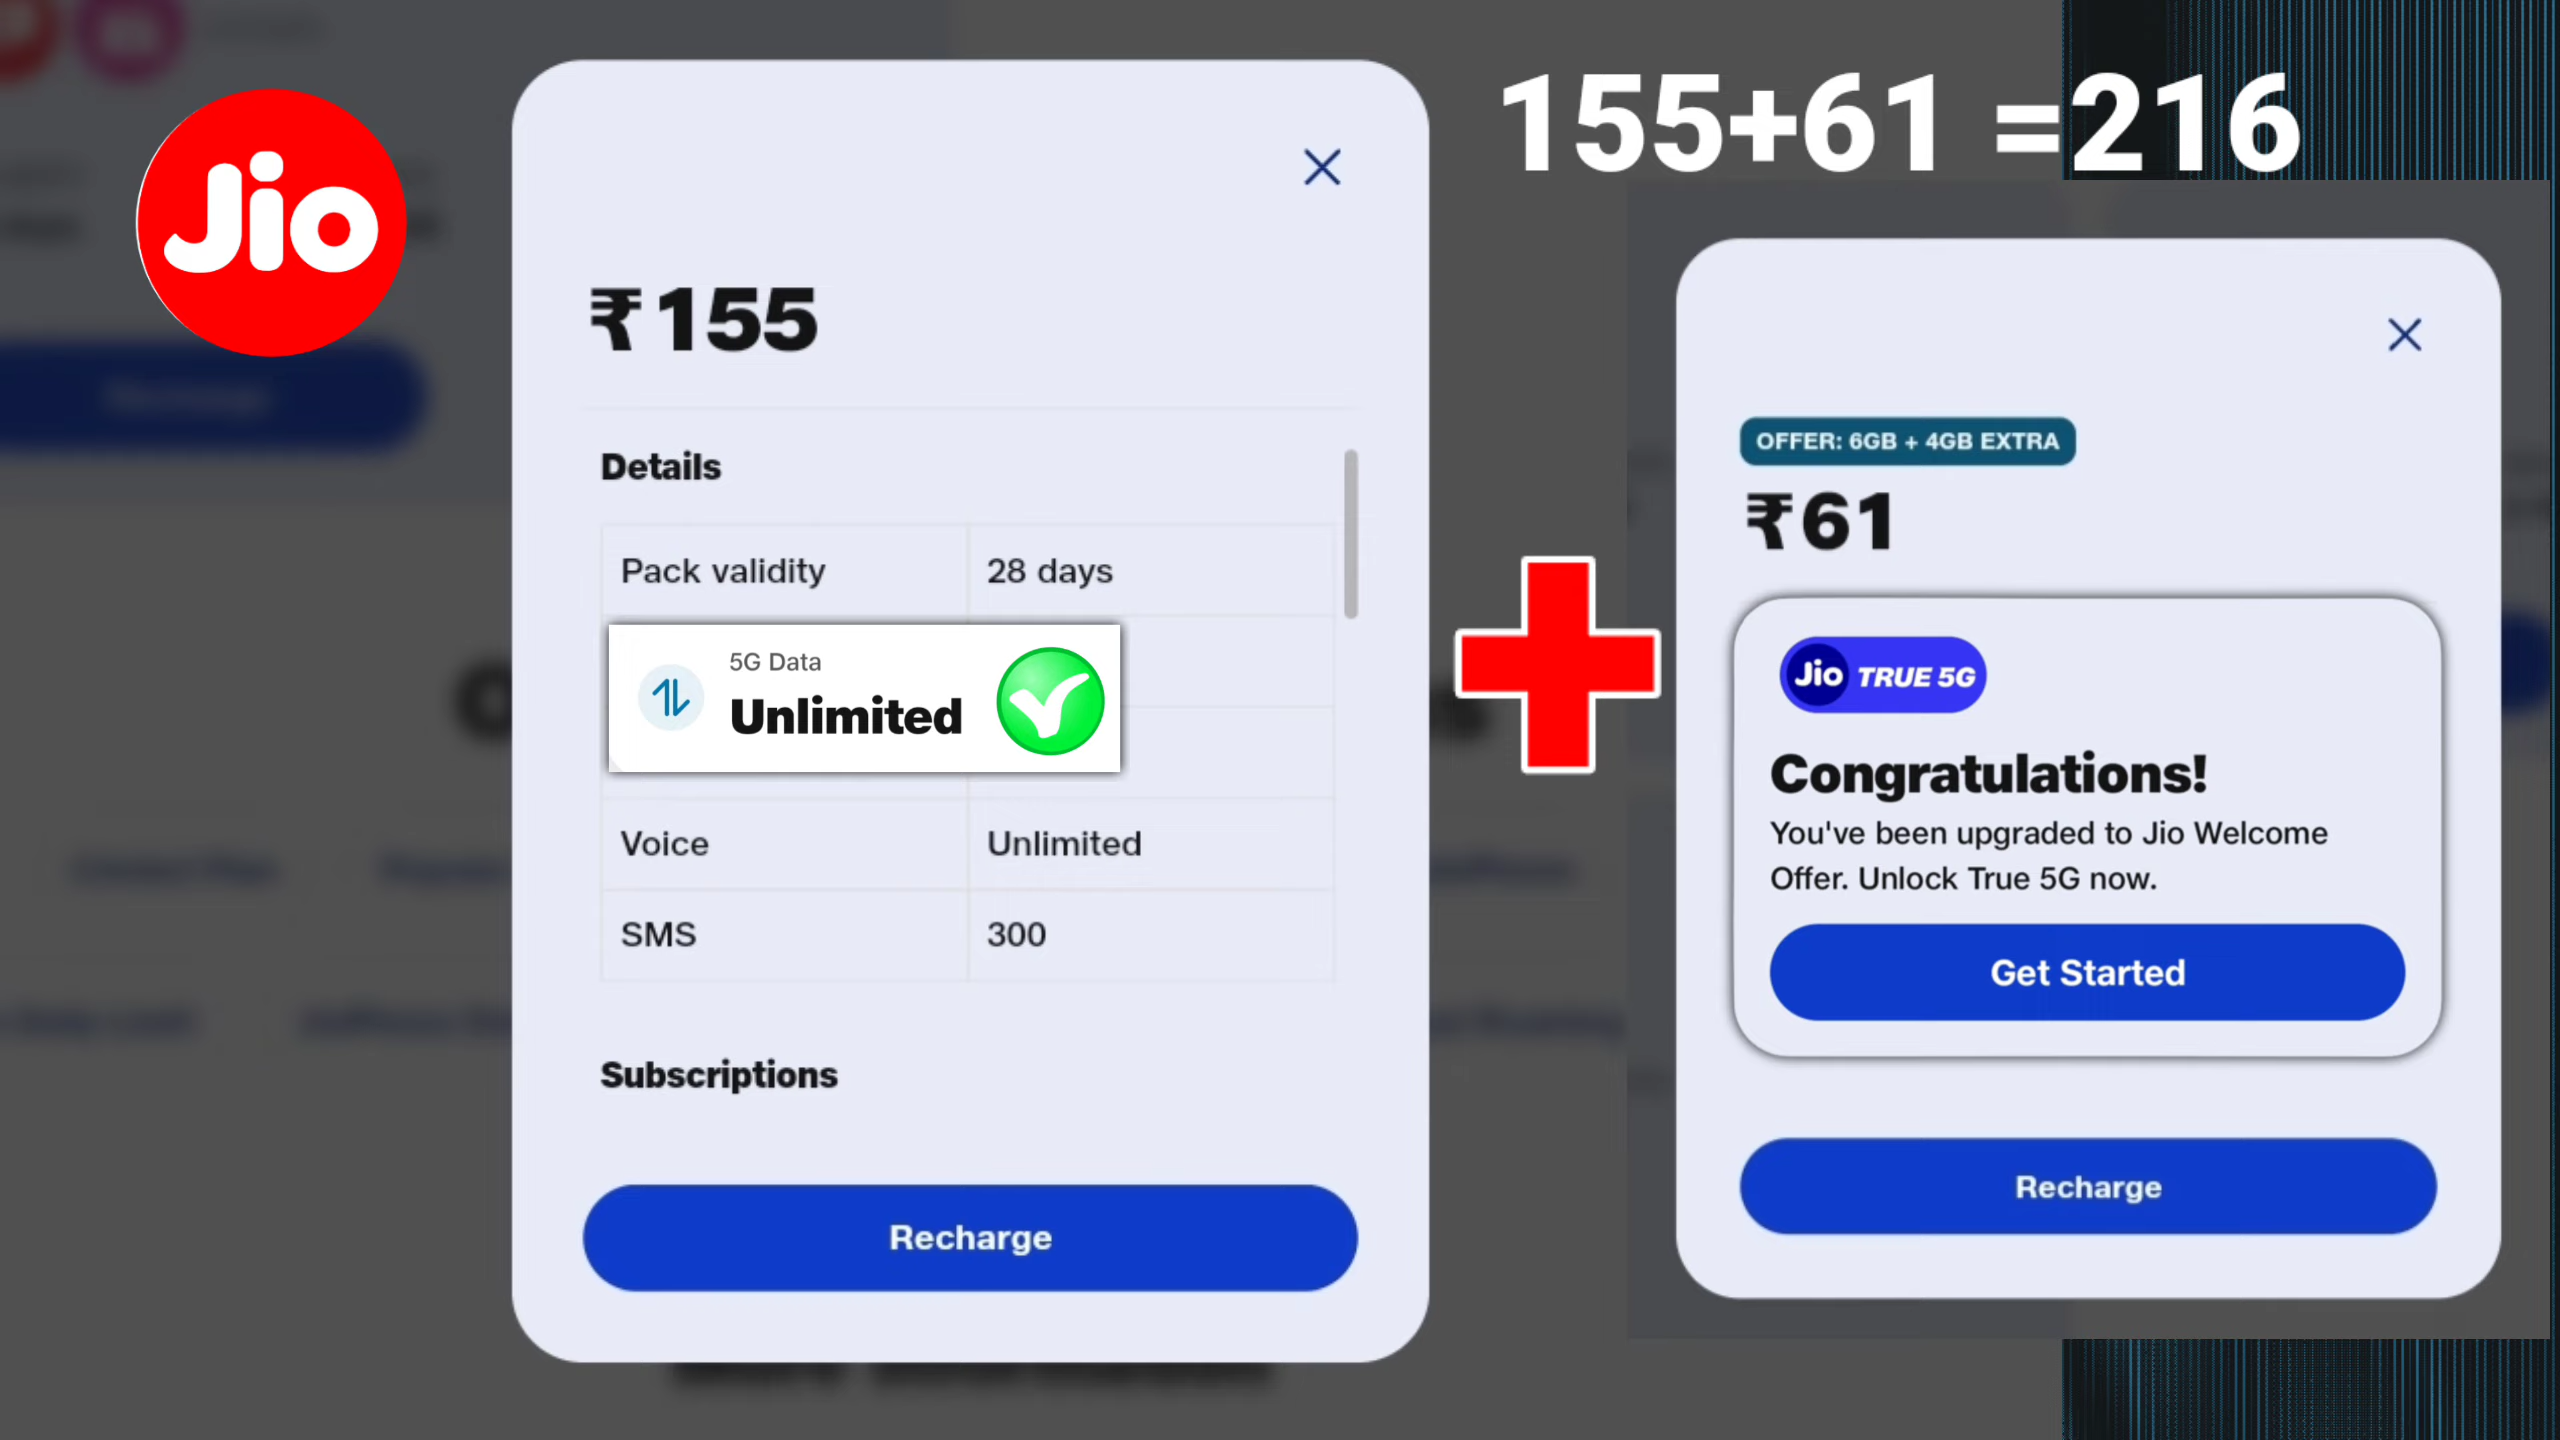 Jio
155+61 =216
₹155
Details
Pack validity 28 days
5G Data
Unlimited
Voice Unlimited
SMS 300
Subscriptions
Recharge
OFFER: 6GB + 4GB EXTRA
₹61
Jio TRUE 5G
Congratulations!
You've been upgraded to Jio Welcome
Offer. Unlock True 5G now.
Get Started
Recharge